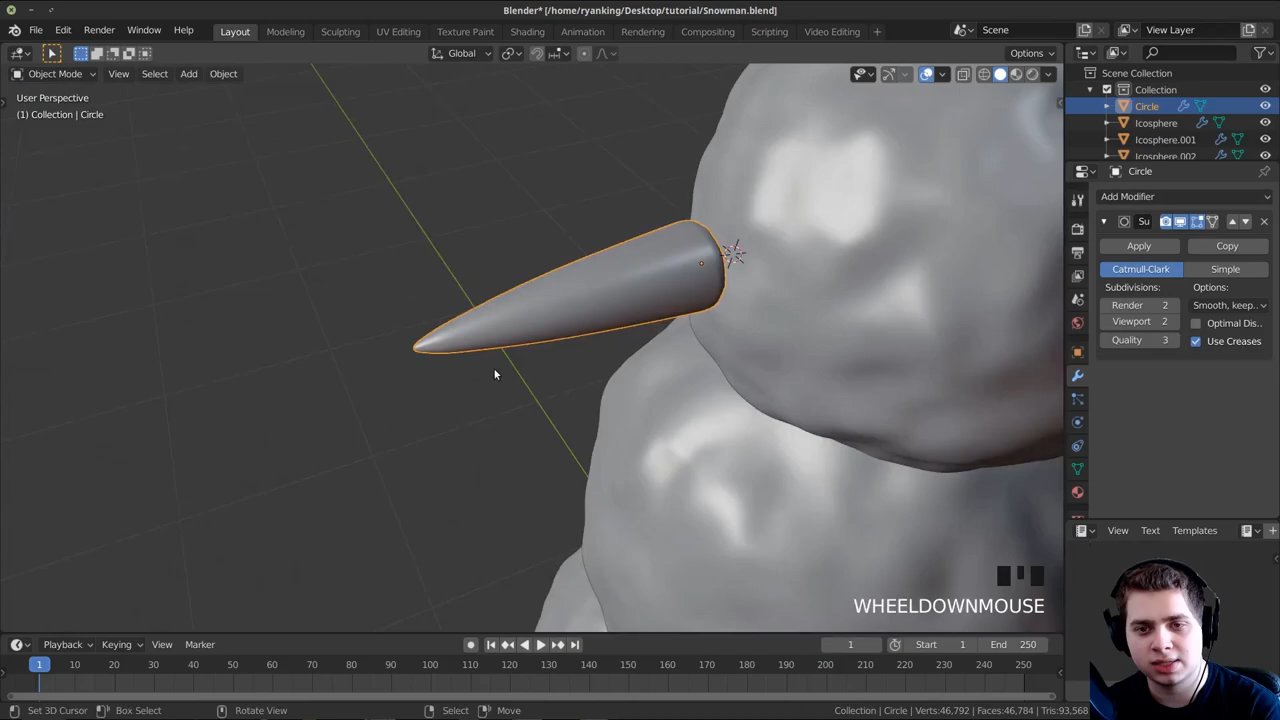 Blender* [/home/ryanking/Desktop/tutorial/Snowman.blend]
File Edit Render Window Help Layout Modeling Sculpting UV Editing Texture Paint Shading Animation Rendering Compositing Scripting Video Editing + Scene View Layer
Global Options
Object Mode View Select Add Object
User Perspective
(1) Collection | Circle
Scene Collection
Collection
Circle
Icosphere
Icosphere.001
Icosphere.002
Circle
Add Modifier
Su
Apply Copy
Catmull-Clark Simple
Subdivisions: Options:
Render 2 Smooth, keep..
Viewport 2 Optimal Dis..
Quality 3 Use Creases
View Text Templates
WHEELDOWNMOUSE
Playback Keying View Marker 1 Start 1 End 250
1 10 20 30 40 50 60 70 80 90 100 110 120 130 140 150 160 170 180 190 200 210 220 230 240 250
Set 3D Cursor Box Select Rotate View Select Move Collection | Circle | Verts:46,792 | Faces:46,784 | Tris:93,568